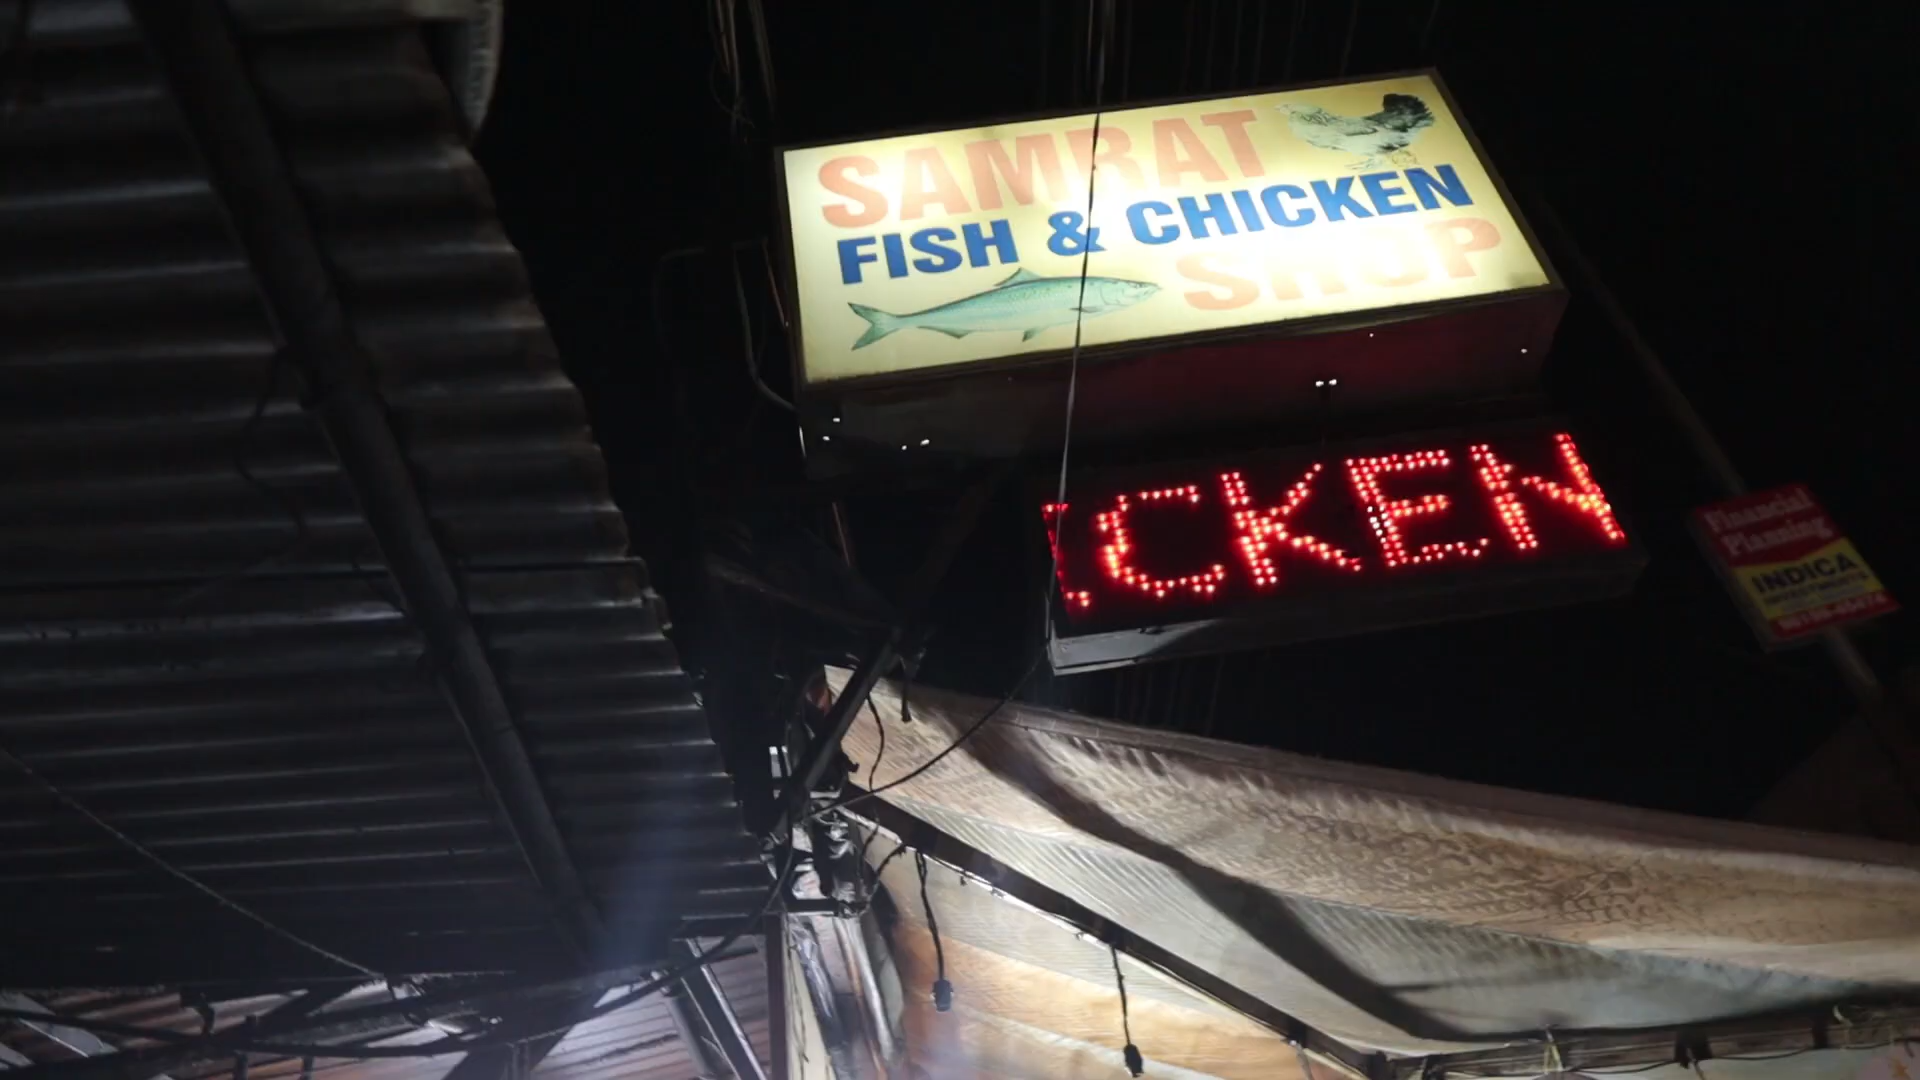 SAMRAT
FISH & CHICKEN
SHOP
ICKEN
Financial
Planning
INDICA